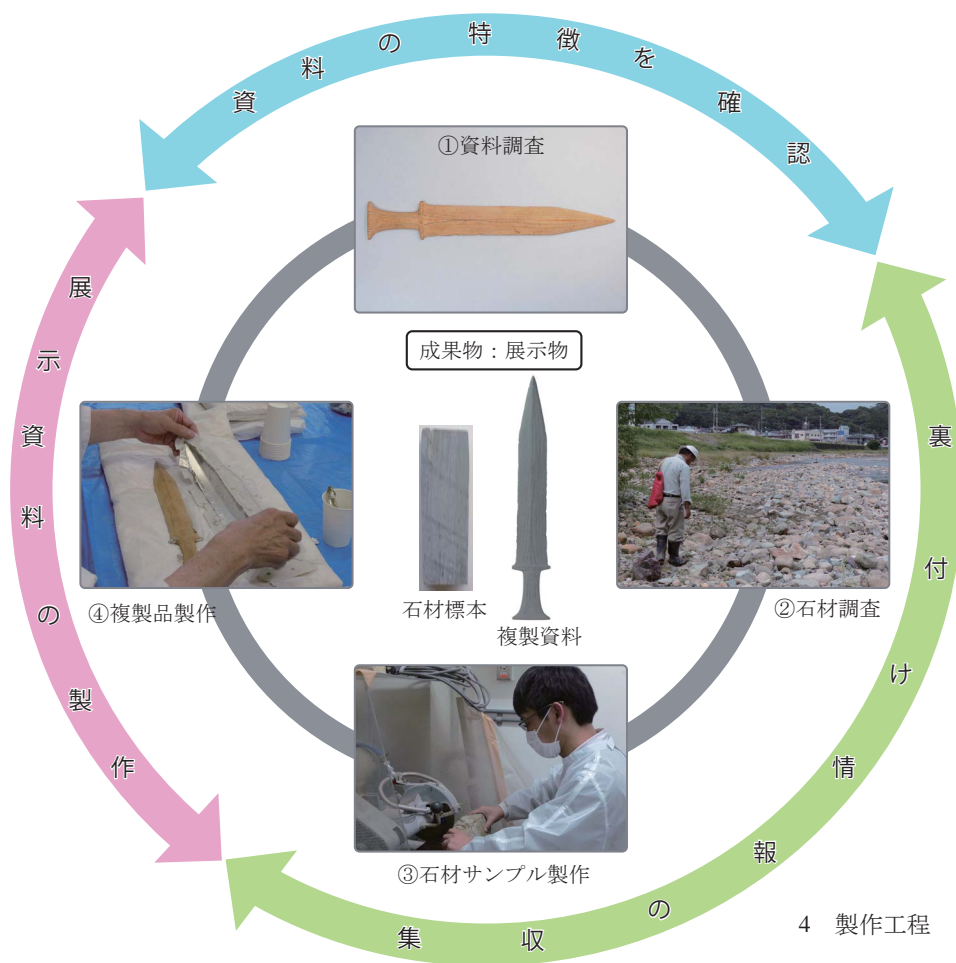 資料の特徴を確認
①資料調査
成果物：展示物
裏付け情報の収集
②石材調査
石材標本
複製資料
③石材サンプル製作
④複製品製作
展示資料の製作
4　製作工程